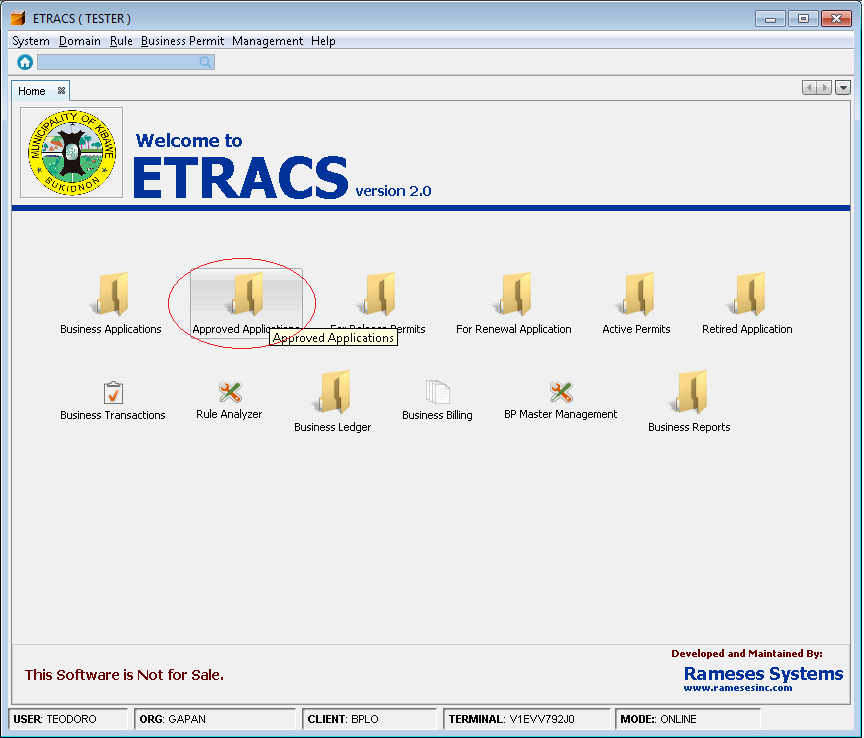 ETRACS ( TESTER )
System Domain Rule Business Permit Management Help
Home
MUNICIPALITY OF KIBAWE
BUKIDNON
Welcome to
ETRACS version 2.0
Business Applications Approved Applications For Release Permits For Renewal Application Active Permits Retired Application
Approved Applications
Business Transactions Rule Analyzer Business Ledger Business Billing BP Master Management Business Reports
Developed and Maintained By:
This Software is Not for Sale.
Rameses Systems
www.ramesesinc.com
USER: TEODORO ORG: GAPAN CLIENT: BPLO TERMINAL: V1EVV792J0 MODE: ONLINE